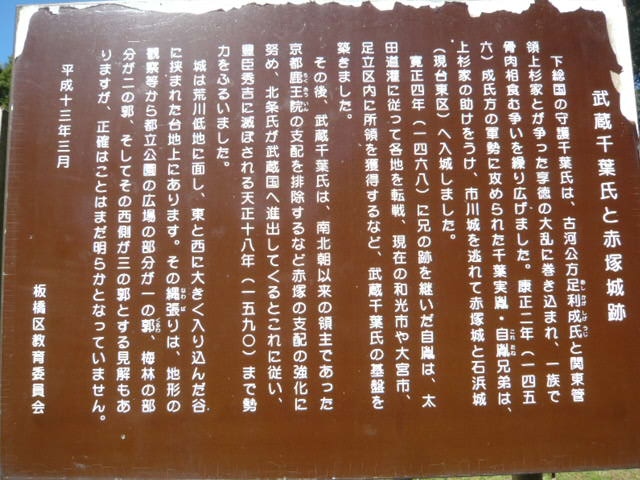 武蔵千葉氏と赤塚城跡
下総国の守護千葉氏は、古河公方足利成氏と関東管
領上杉家とが争った享徳の大乱に巻き込まれ、一族で
骨肉相食む争いを繰り広げました。康正二年(一四五
六)成氏方の軍勢に攻められた千葉実胤・自胤兄弟は、
上杉家の助けをうけ、市川城を逃れて赤塚城と石浜城
(現台東区)へ入城しました。
寛正四年(一四六八)に兄の跡を継いだ自胤は、太
田道灌に従って各地を転戦、現在の和光市や大宮市、
足立区内に所領を獲得するなど、武蔵千葉氏の基盤を
築きました。
その後、武蔵千葉氏は、南北朝以来の領主であった
京都鹿王院の支配を排除するなど赤塚の支配の強化に
努め、北条氏が武蔵国へ進出してくるとこれに従い、
豊臣秀吉に滅ぼされる天正十八年(一五九〇)まで勢
力をふるいました。
城は荒川低地に面し、東と西に大きく入り込んだ谷
に挟まれた台地上にあります。その縄張りは、地形の
観察等から都立公園の広場の部分が一の郭、梅林の部
分が二の郭、そしてその西側が三の郭とする見解もあ
りますが、正確はことはまだ明らかとなっていません。
平成十三年三月
板橋区教育委員会